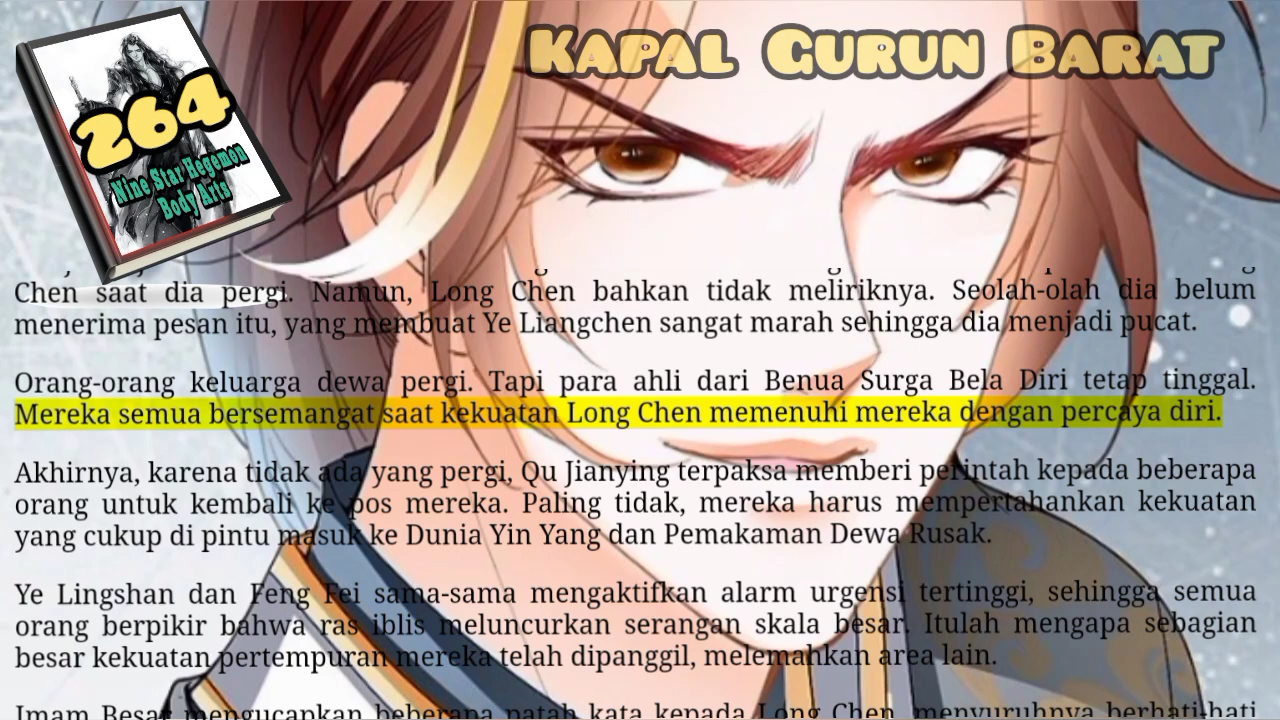 KAPAL GURUN BARAT
264
Nine Star Hegemon
Body Arts
Chen saat dia pergi. Namun, Long Chen bahkan tidak meliriknya. Seolah-olah dia belum
menerima pesan itu, yang membuat Ye Liangchen sangat marah sehingga dia menjadi pucat.
Orang-orang keluarga dewa pergi. Tapi para ahli dari Benua Surga Bela Diri tetap tinggal.
Mereka semua bersemangat saat kekuatan Long Chen memenuhi mereka dengan percaya diri.
Akhirnya, karena tidak ada yang pergi, Qu Jianying terpaksa memberi perintah kepada beberapa
orang untuk kembali ke pos mereka. Paling tidak, mereka harus mempertahankan kekuatan
yang cukup di pintu masuk ke Dunia Yin Yang dan Pemakaman Dewa Rusak.
Ye Lingshan dan Feng Fei sama-sama mengaktifkan alarm urgensi tertinggi, sehingga semua
orang berpikir bahwa ras iblis meluncurkan serangan skala besar. Itulah mengapa sebagian
besar kekuatan pertempuran mereka telah dipanggil, melemahkan area lain.
Imam Besar mengucapkan beberapa patah kata kepada Long Chen, menyuruhnya berhati-hati